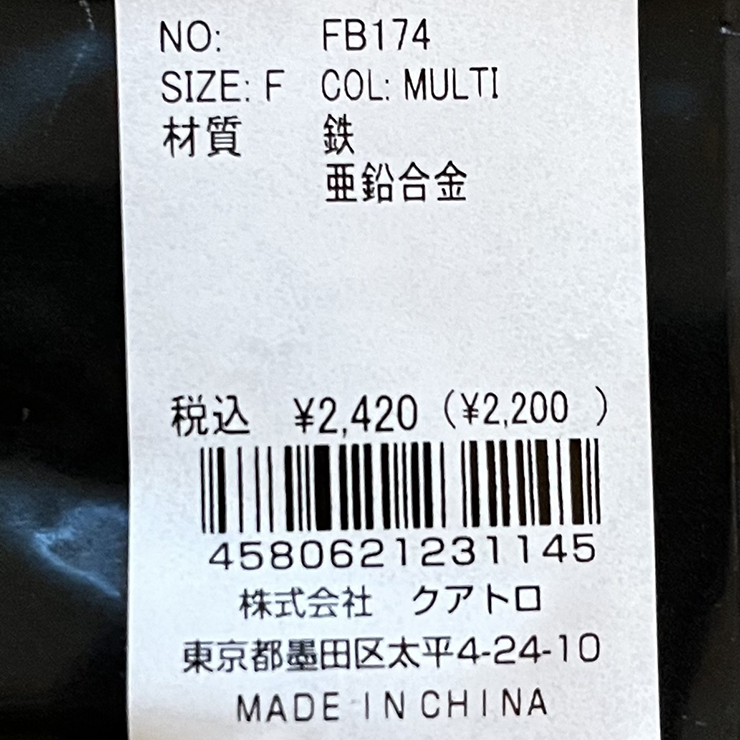 NO: FB174
SIZE: F COL: MULTI
材質 鉄
亜鉛合金
税込 ¥2,420 (¥2,200 )
4580621231145
株式会社 クアトロ
東京都墨田区太平4-24-10
MADE IN CHINA